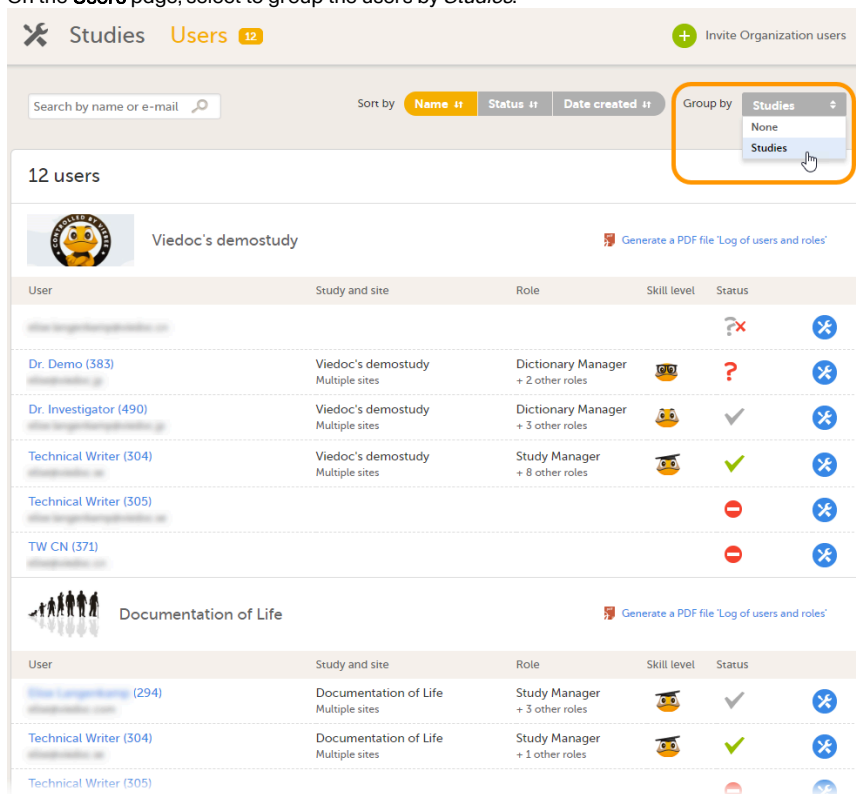 On the Users page, select to group the users by Studies.
Studies Users 12 Invite Organization users
Search by name or e-mail Sort by Name Status Date created Group by Studies
None
Studies
12 users
CONTROLLED BY VIEDOC
Viedoc's demostudy Generate a PDF file 'Log of users and roles'
User Study and site Role Skill level Status
Dr. Demo (383) Viedoc's demostudy Dictionary Manager
Multiple sites + 2 other roles
Dr. Investigator (490) Viedoc's demostudy Dictionary Manager
Multiple sites + 3 other roles
Technical Writer (304) Viedoc's demostudy Study Manager
Multiple sites + 8 other roles
Technical Writer (305)
TW CN (371)
Documentation of Life Generate a PDF file 'Log of users and roles'
User Study and site Role Skill level Status
(294) Documentation of Life Study Manager
Multiple sites + 3 other roles
Technical Writer (304) Documentation of Life Study Manager
Multiple sites + 1 other roles
Technical Writer (305)